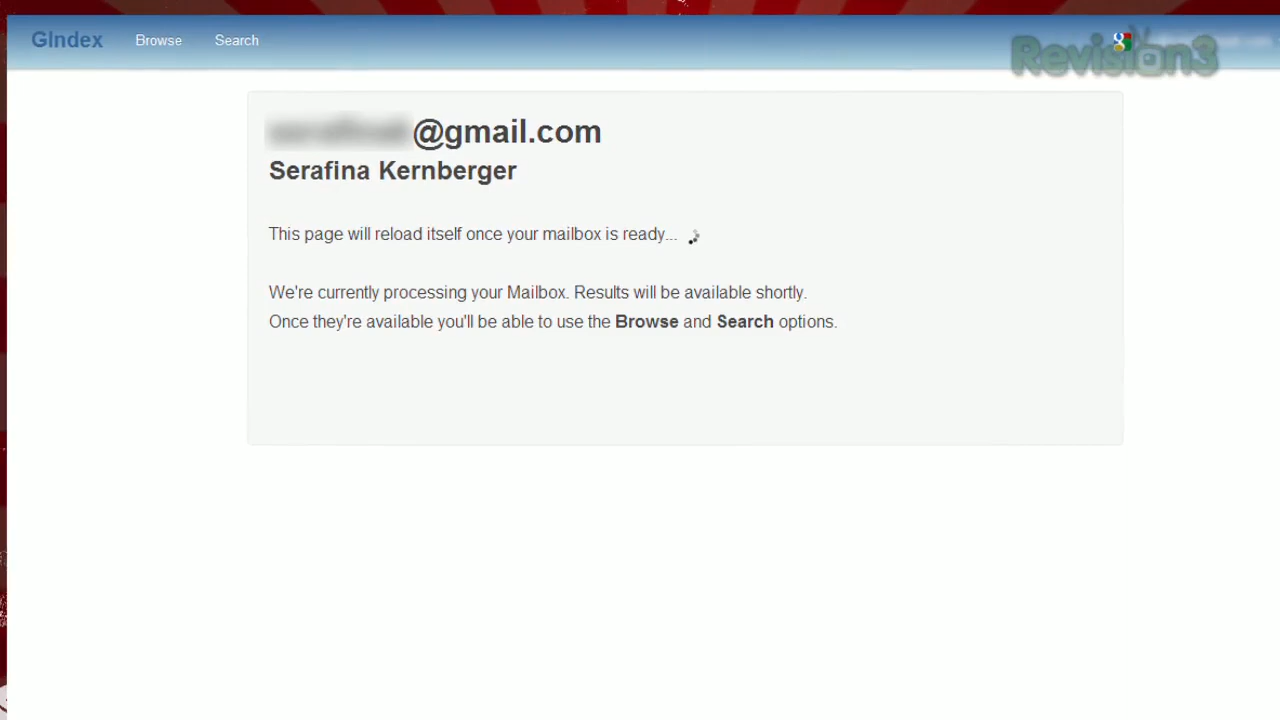 GIndex Browse Search
Revision3
@gmail.com
Serafina Kernberger
This page will reload itself once your mailbox is ready...
We're currently processing your Mailbox. Results will be available shortly.
Once they're available you'll be able to use the Browse and Search options.